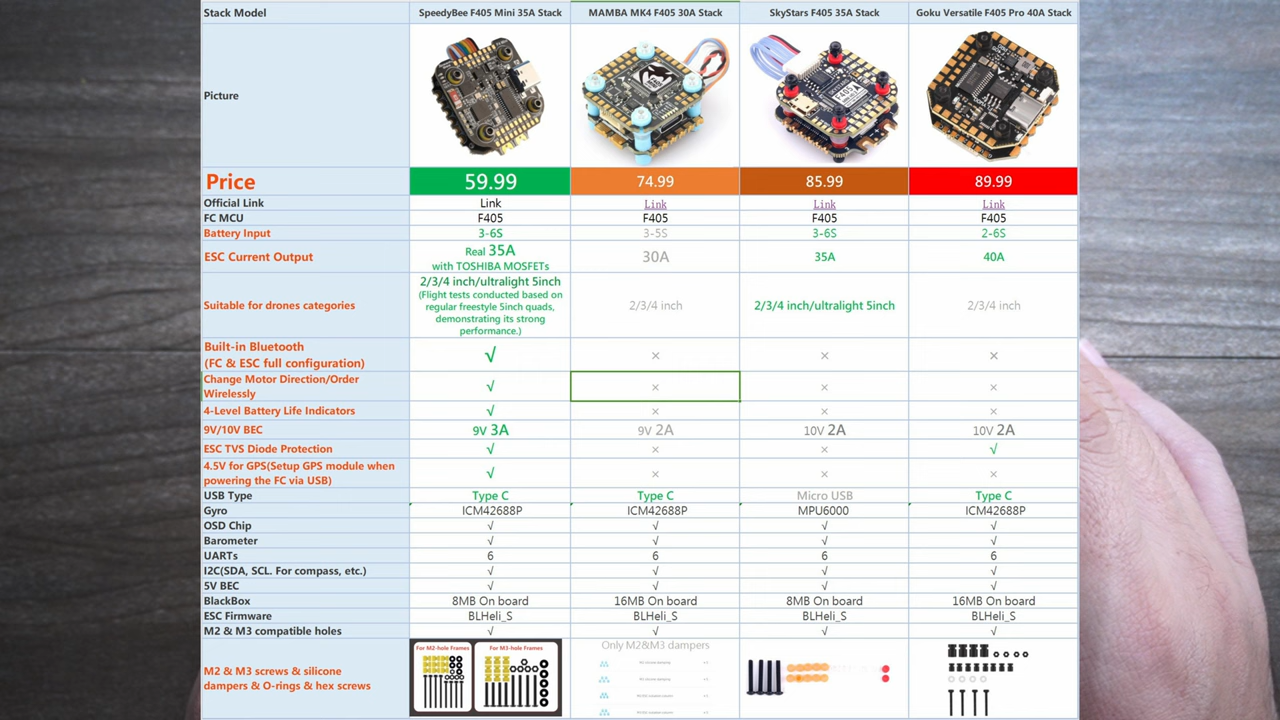 Stack Model SpeedyBee F405 Mini 35A Stack MAMBA MK4 F405 30A Stack SkyStars F405 35A Stack Goku Versatile F405 Pro 40A Stack
Picture
Price 59.99 74.99 85.99 89.99
Official Link Link Link Link Link
FC MCU F405 F405 F405 F405
Battery Input 3-6S 3-5S 3-6S 2-6S
ESC Current Output Real 35A
with TOSHIBA MOSFETs 30A 35A 40A
Suitable for drones categories 2/3/4 inch/ultralight 5inch
(Flight tests conducted based on
regular freestyle 5inch quads,
demonstrating its strong
performance.) 2/3/4 inch 2/3/4 inch/ultralight 5inch 2/3/4 inch
Built-in Bluetooth
(FC & ESC full configuration) √ × × ×
Change Motor Direction/Order
Wirelessly √ × × ×
4-Level Battery Life Indicators √ × × ×
9V/10V BEC 9V 3A 9V 2A 10V 2A 10V 2A
ESC TVS Diode Protection √ × × √
4.5V for GPS(Setup GPS module when
powering the FC via USB) √ × × ×
USB Type Type C Type C Micro USB Type C
Gyro ICM42688P ICM42688P MPU6000 ICM42688P
OSD Chip √ √ √ √
Barometer √ √ √ √
UARTs 6 6 6 6
I2C(SDA, SCL. For compass, etc.) √ √ √ √
5V BEC √ √ √ √
BlackBox 8MB On board 16MB On board 8MB On board 16MB On board
ESC Firmware BLHeli_S BLHeli_S BLHeli_S BLHeli_S
M2 & M3 compatible holes √ √ √ √
M2 & M3 screws & silicone
dampers & O-rings & hex screws
For M2-hole Frames For M3-hole Frames
Only M2&M3 dampers